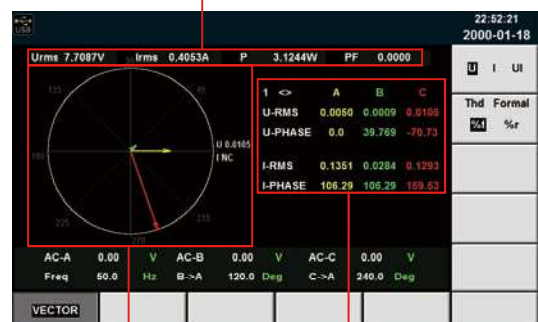 USB
22:52:21
2000-01-18
Urms 7.7087V Irms 0.4053A P 3.1244W PF 0.0000
U I UI
Thd Formal
%f %r
135
45
180
225
315
270
U 0.0105
I NC
1 <> A B C
U-RMS 0.0050 0.0009 0.0105
U-PHASE 0.0 39.769 -70.73
I-RMS 0.1351 0.0284 0.1293
I-PHASE 106.29 106.29 159.53
AC-A 0.00 V AC-B 0.00 V AC-C 0.00 V
Freq 50.0 Hz B->A 120.0 Deg C->A 240.0 Deg
VECTOR